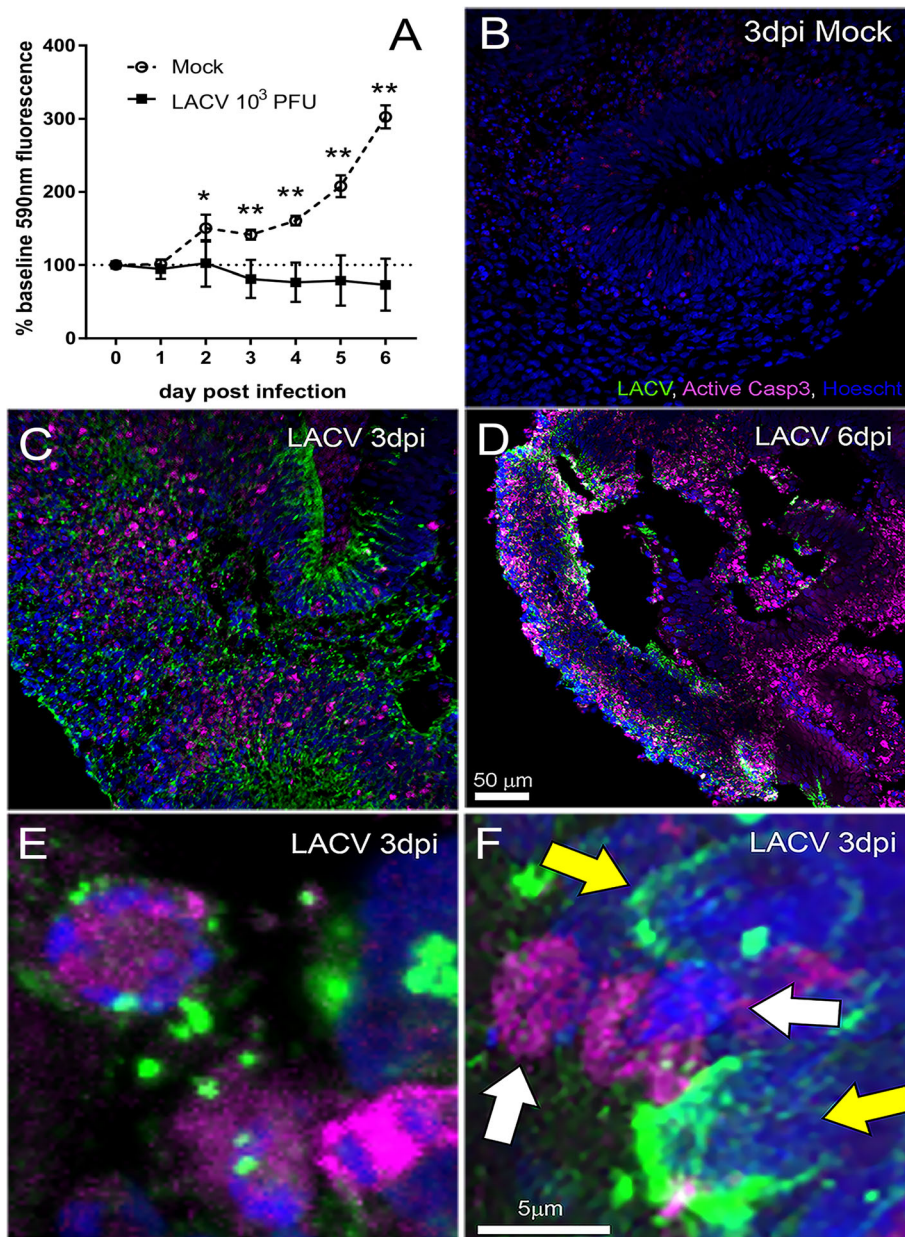 A
% baseline 590nm fluorescence
400
300
200
100
0
Mock
LACV 10³ PFU
*
**
**
**
**
0 1 2 3 4 5 6
day post infection
B
3dpi Mock
LACV, Active Casp3, Hoescht
C
LACV 3dpi
D
LACV 6dpi
50 μm
E
LACV 3dpi
F
LACV 3dpi
5μm